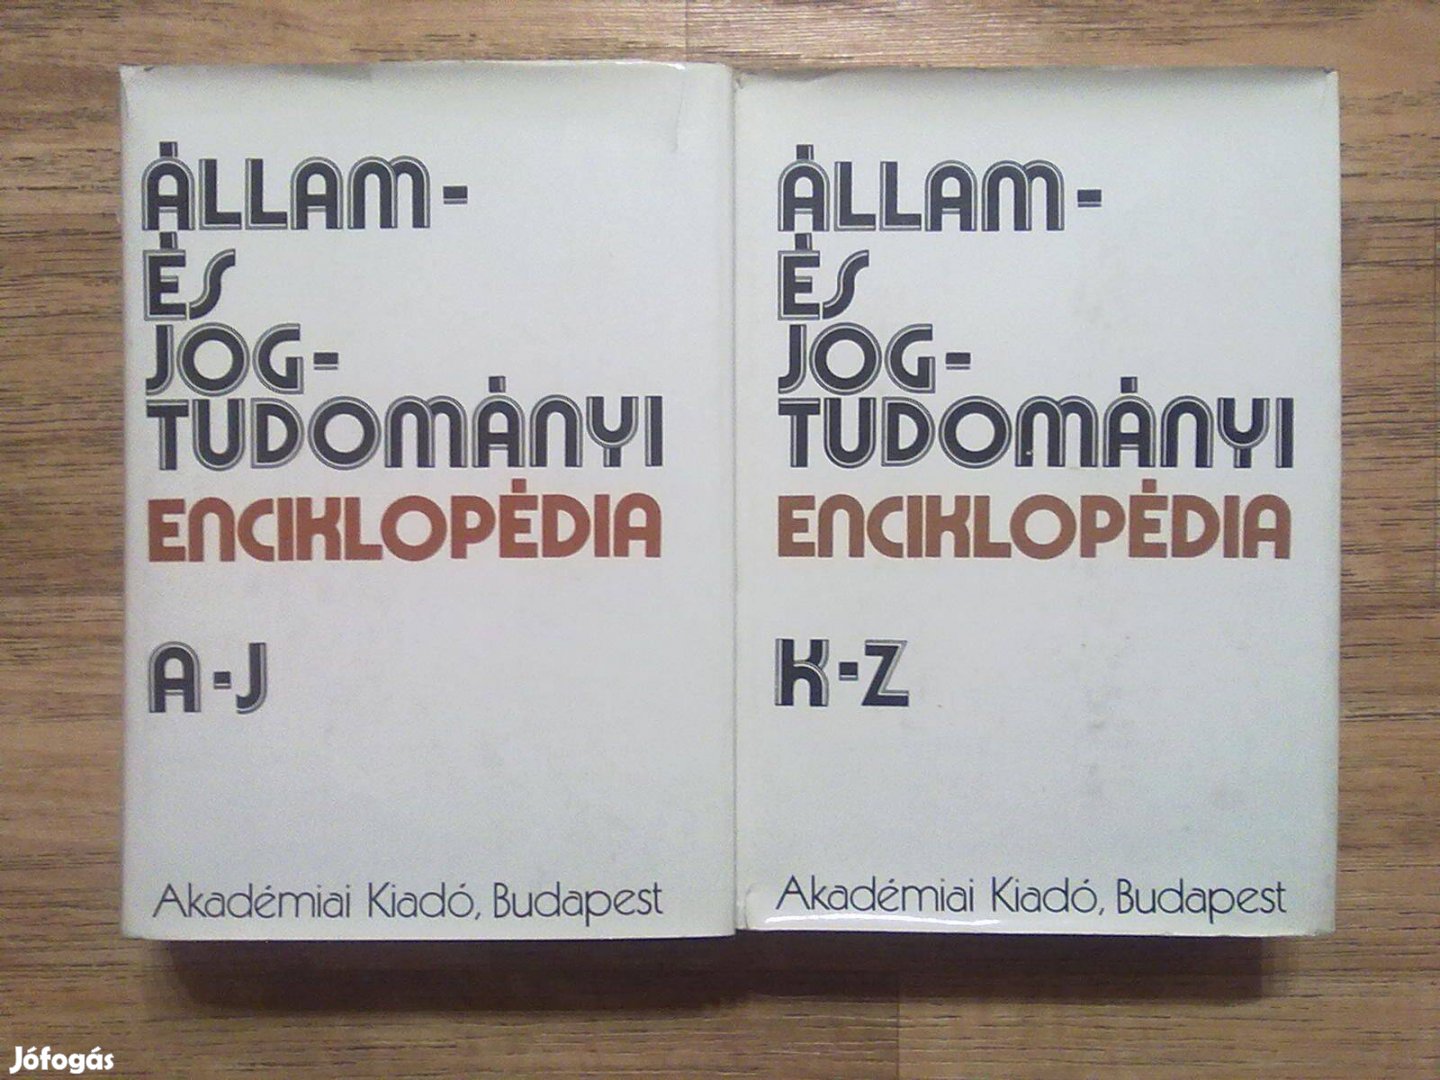 ÁLLAM-
ÉS
JOG-
TUDOMÁNYI
ENCIKLOPÉDIA
A-J
Akadémiai Kiadó, Budapest
ÁLLAM-
ÉS
JOG-
TUDOMÁNYI
ENCIKLOPÉDIA
K-Z
Akadémiai Kiadó, Budapest
Jófogás